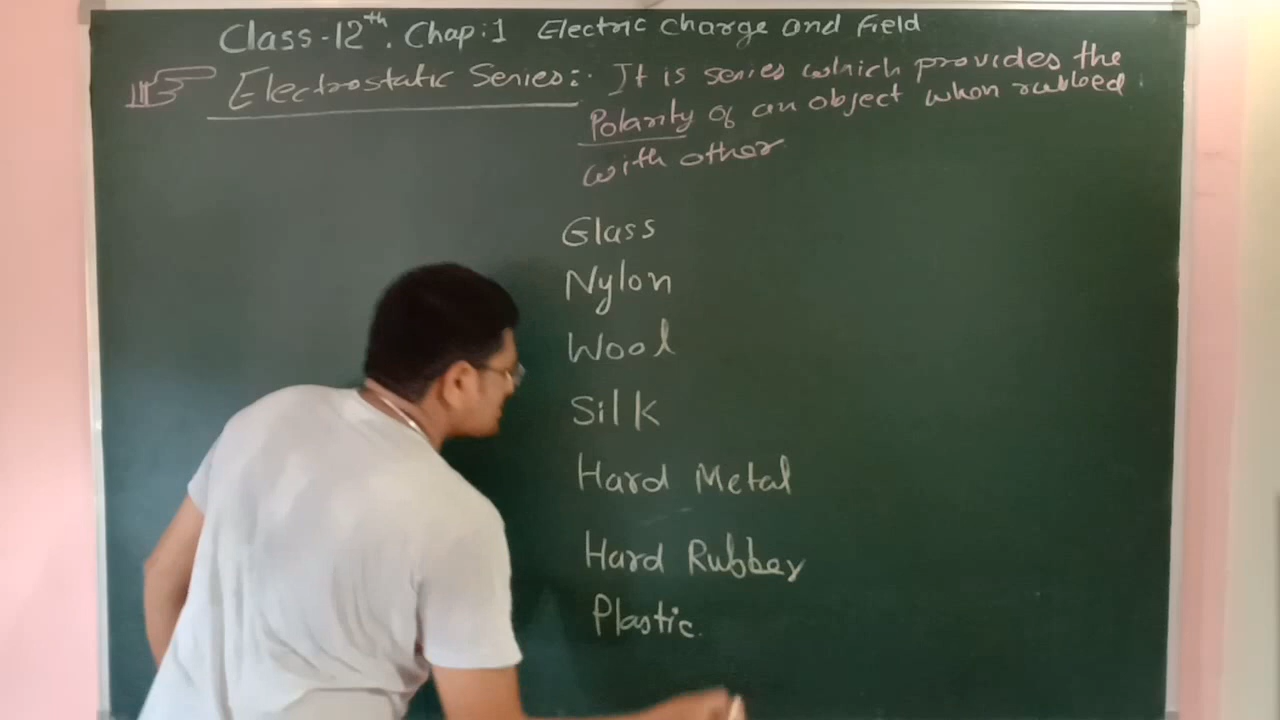 Class-12th. Chap:1 Electric Charge and Field
Electrostatic Series:- It is series which provides the
Polarity of an object when rubbed
with other
Glass
Nylon
Wool
Silk
Hard Metal
Hard Rubber
Plastic.